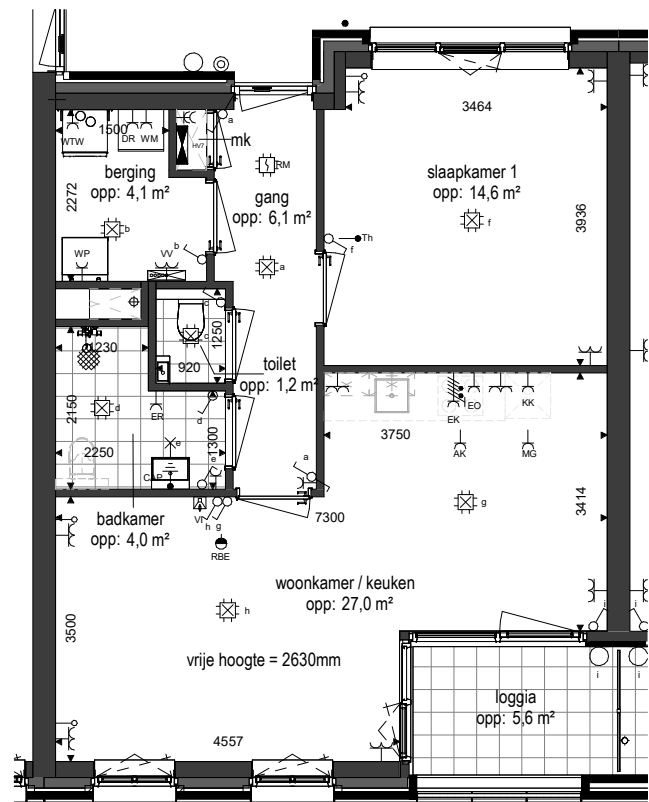 3464
1500
WTW
DR WM
HV7
a
mk
RM
berging
opp: 4,1 m²
gang
opp: 6,1 m²
slaapkamer 1
opp: 14,6 m²
2272
3936
b
f
Th
f
b
WP
VV
a
c
c
1250
1230
920
toilet
opp: 1,2 m²
2150
d
ER
d
EK
EO
KK
3750
2250
e
1300
AK
MG
CAP
e
a
g
3414
badkamer
opp: 4,0 m²
VI
h
g
7300
RBE
woonkamer / keuken
opp: 27,0 m²
h
i
i
3500
vrije hoogte = 2630mm
i
i
loggia
opp: 5,6 m²
4557